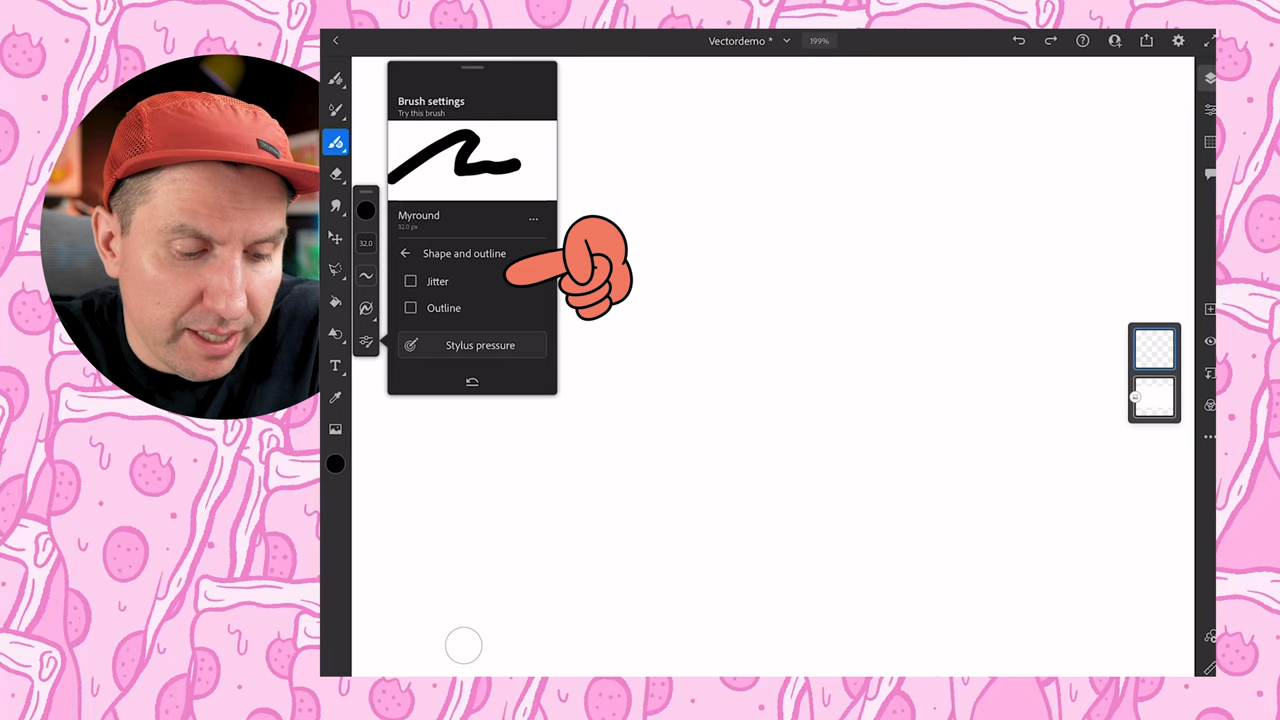 Vectordemo *
199%
Brush settings
Try this brush
Myround
32.0 px
32.0
Shape and outline
Jitter
Outline
Stylus pressure
T